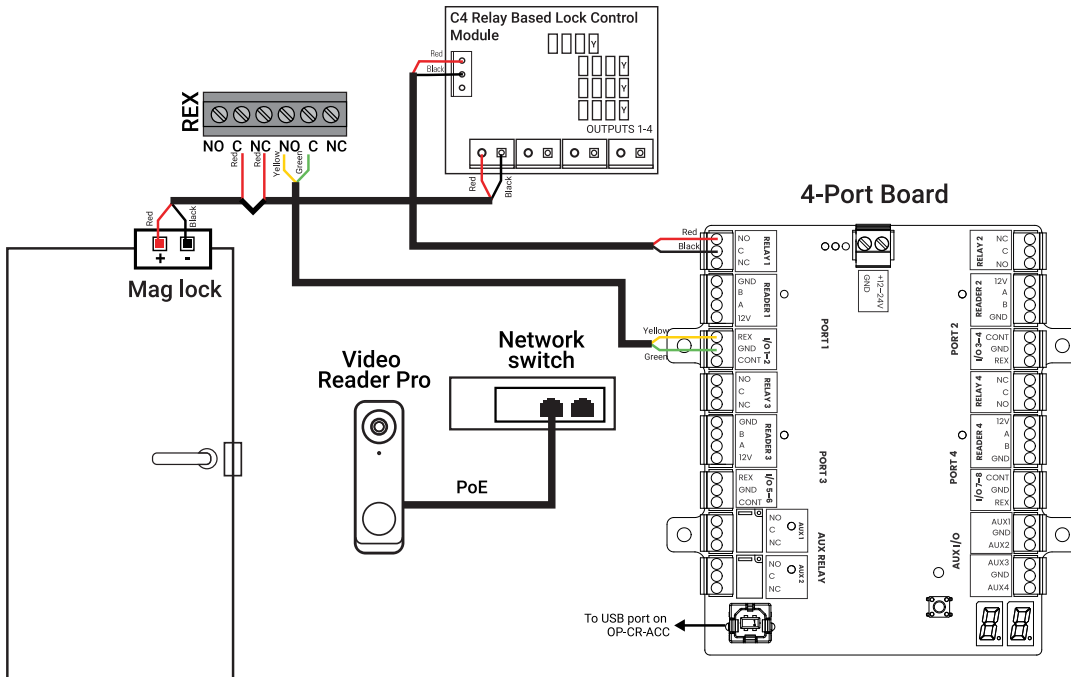 C4 Relay Based Lock Control
Module
Red
Black
Y
Y
Y
Y
OUTPUTS 1-4
Red
Black
REX
NO C NC NO C NC
Red
Red
Yellow
Green
Red
Black
+ -
Mag lock
Video
Reader Pro
Network
switch
PoE
4-Port Board
Red
Black
NO
C
NC
RELAY 1
GND
B
A
12V
READER 1
Yellow
Green
REX
GND
CONT
I/O 1-2
NO
C
NC
RELAY 3
GND
B
A
12V
READER 3
REX
GND
CONT
I/O 5-6
NO
C
NC
AUX 1
NO
C
NC
AUX 2
AUX RELAY
PORT 1
PORT 3
+12-24V
GND
PORT 2
PORT 4
AUX I/O
RELAY 2
NC
C
NO
READER 2
12V
A
B
GND
I/O 3-4
CONT
GND
REX
RELAY 4
NC
C
NO
READER 4
12V
A
B
GND
I/O 7-8
CONT
GND
REX
AUX1
GND
AUX2
AUX3
GND
AUX4
To USB port on
OP-CR-ACC
8.8.